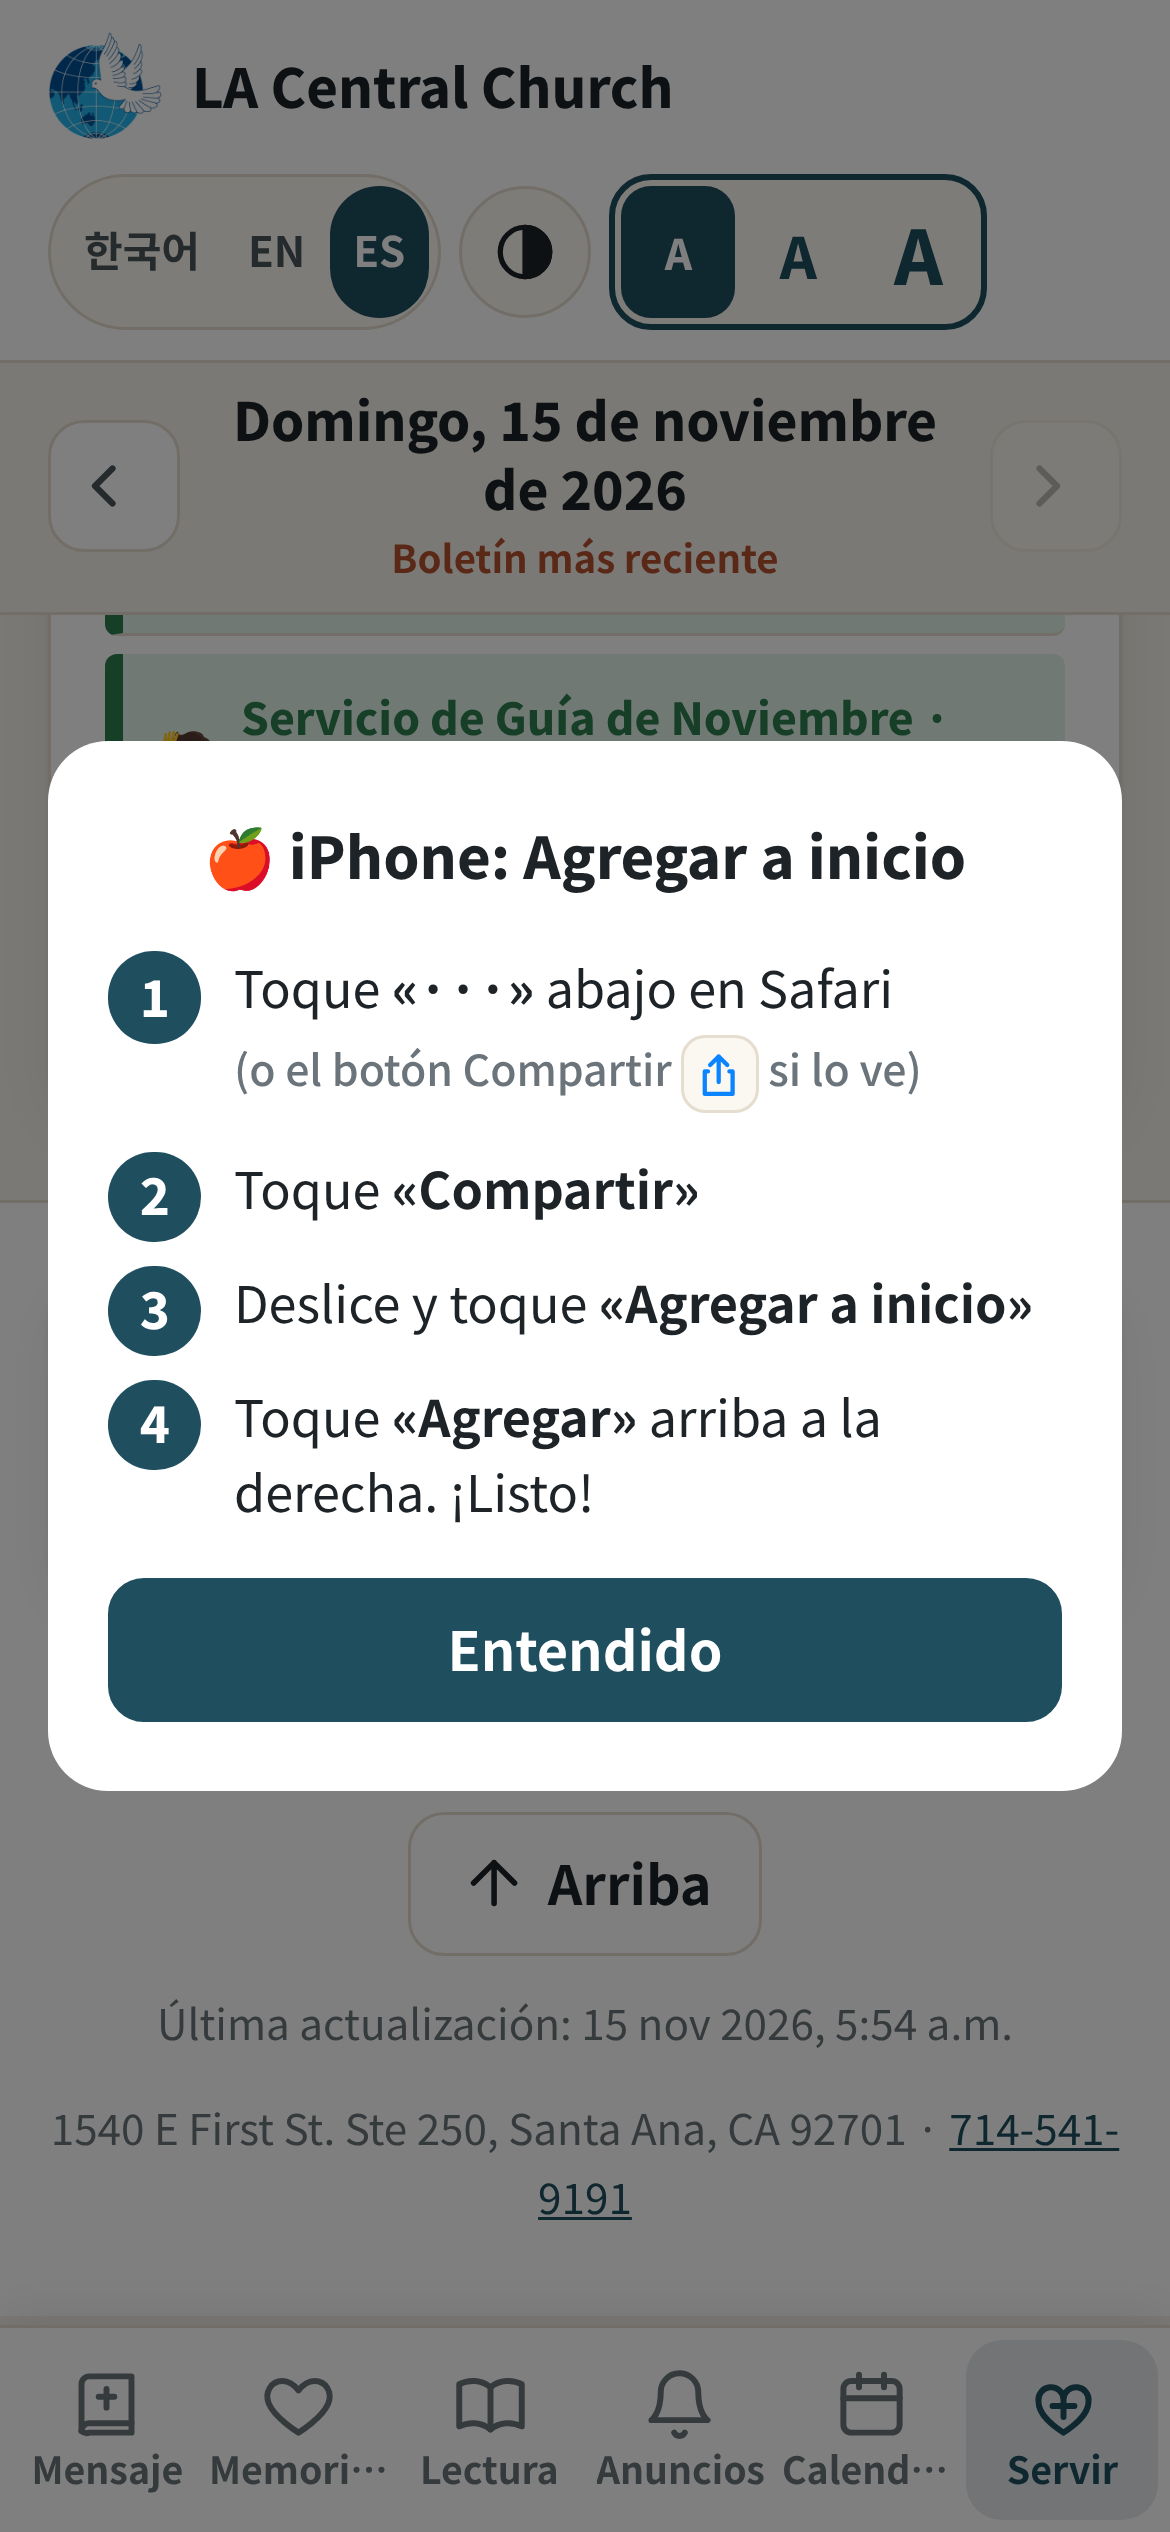 LA Central Church
한국어 EN ES
A A A
Domingo, 15 de noviembre
de 2026
Boletín más reciente
Servicio de Guía de Noviembre ·
🍎 iPhone: Agregar a inicio
1 Toque «···» abajo en Safari
(o el botón Compartir si lo ve)
2 Toque «Compartir»
3 Deslice y toque «Agregar a inicio»
4 Toque «Agregar» arriba a la
derecha. ¡Listo!
Entendido
↑ Arriba
Última actualización: 15 nov 2026, 5:54 a.m.
1540 E First St. Ste 250, Santa Ana, CA 92701 · 714-541-
9191
Mensaje Memori··· Lectura Anuncios Calend··· Servir